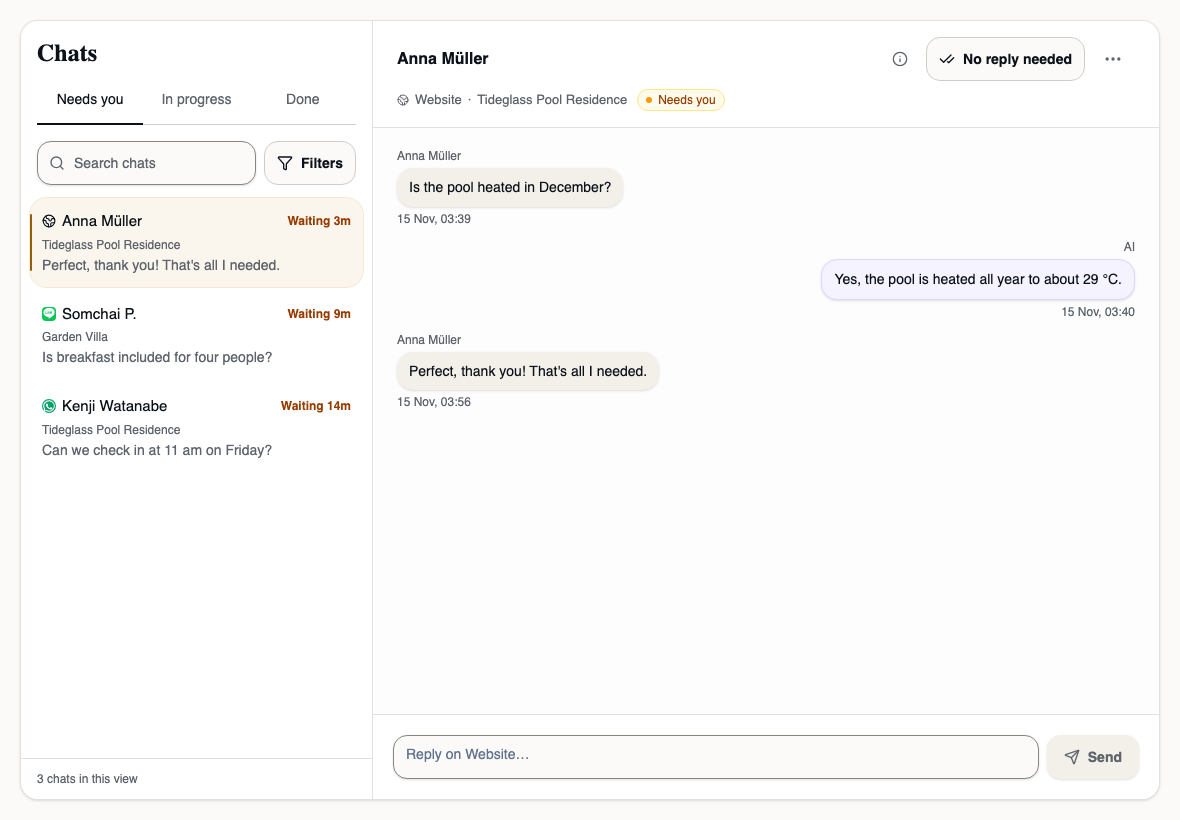 Chats
Needs you
In progress
Done
Search chats
Filters
Anna Müller
Waiting 3m
Tideglass Pool Residence
Perfect, thank you! That's all I needed.
Somchai P.
Waiting 9m
Garden Villa
Is breakfast included for four people?
Kenji Watanabe
Waiting 14m
Tideglass Pool Residence
Can we check in at 11 am on Friday?
3 chats in this view
Anna Müller
No reply needed
Website · Tideglass Pool Residence
Needs you
Anna Müller
Is the pool heated in December?
15 Nov, 03:39
AI
Yes, the pool is heated all year to about 29 °C.
15 Nov, 03:40
Anna Müller
Perfect, thank you! That's all I needed.
15 Nov, 03:56
Reply on Website…
Send